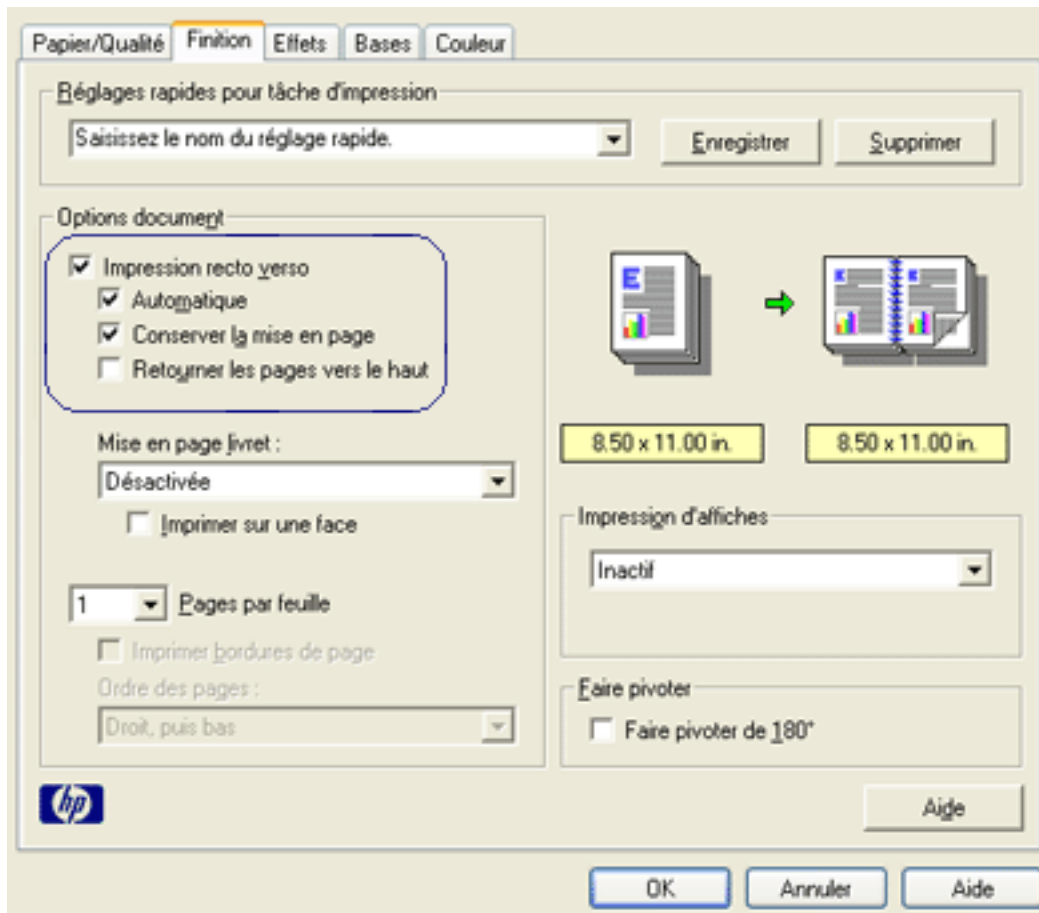 Papier/Qualité Finition Effets Bases Couleur
Réglages rapides pour tâche d'impression
Saisissez le nom du réglage rapide. Enregistrer Supprimer
Options document
Impression recto verso
Automatique
Conserver la mise en page
Retourner les pages vers le haut
E
Mise en page livret :
Désactivée
Imprimer sur une face
1 Pages par feuille
Imprimer bordures de page
Ordre des pages :
Droit, puis bas
8.50 x 11.00 in. 8.50 x 11.00 in.
Impression d'affiches
Inactif
Faire pivoter
Faire pivoter de 180°
hp
Aide
OK Annuler Aide